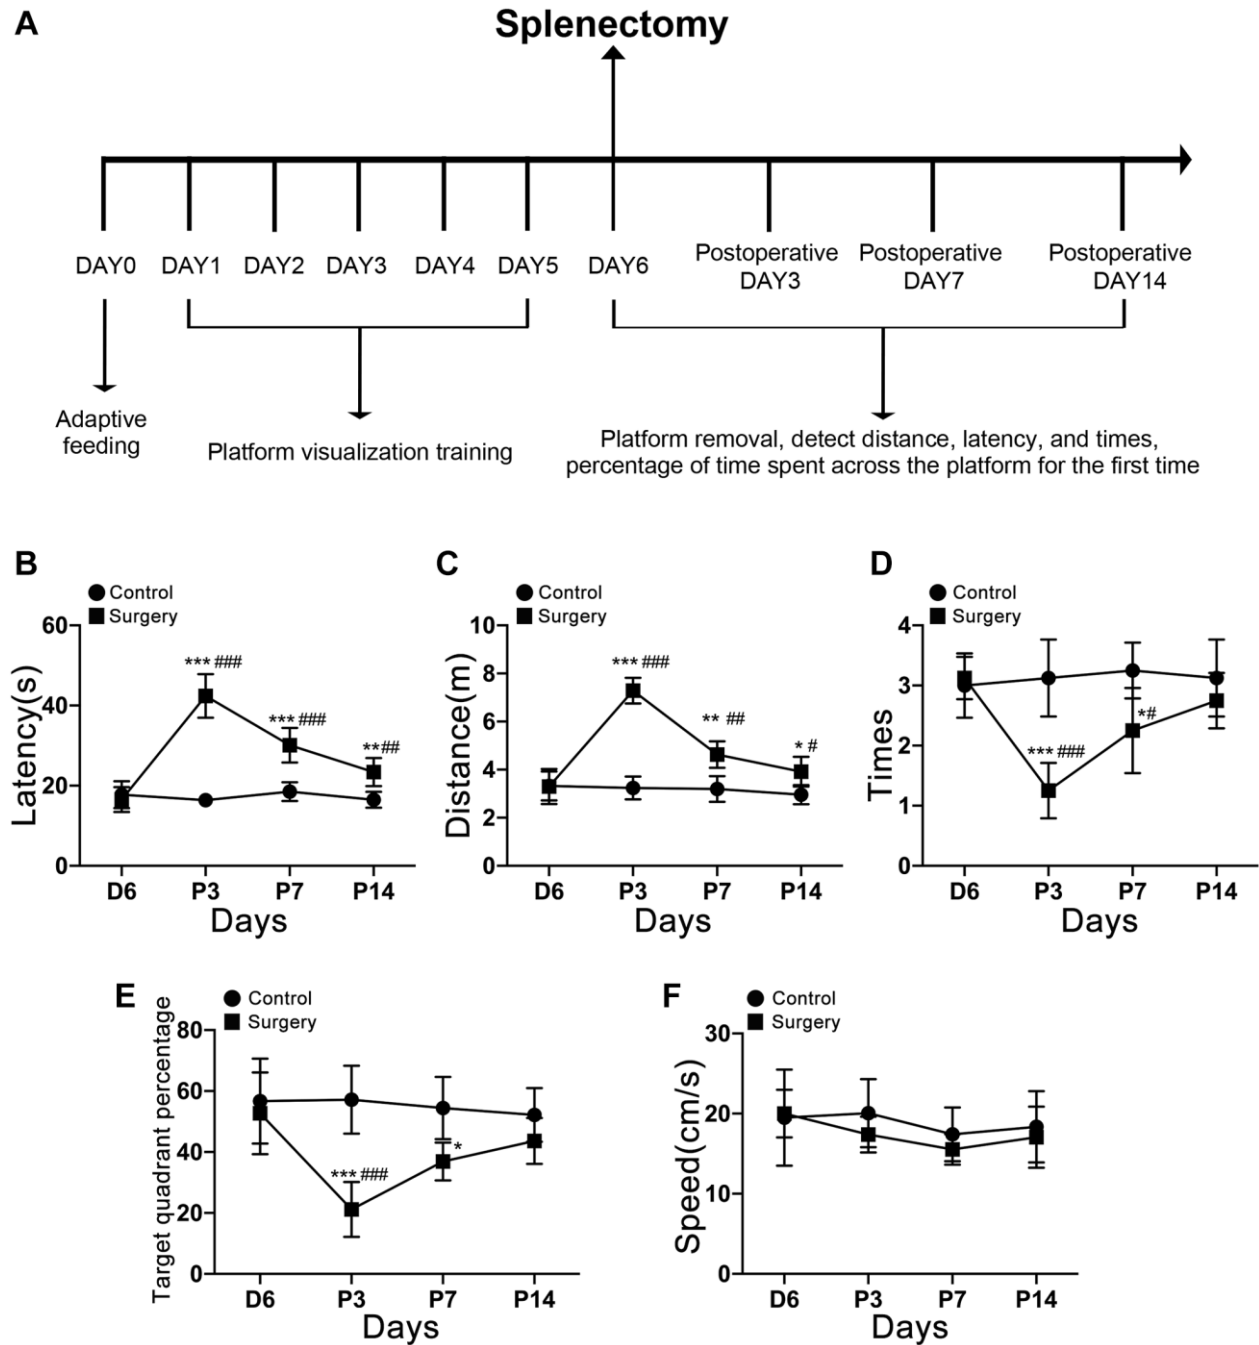 A
Splenectomy
DAY0 DAY1 DAY2 DAY3 DAY4 DAY5 DAY6
Postoperative
DAY3
Postoperative
DAY7
Postoperative
DAY14
Adaptive
feeding
Platform visualization training
Platform removal, detect distance, latency, and times,
percentage of time spent across the platform for the first time
B
Control
Surgery
Latency(s)
60
40
20
0
*** ###
*** ###
**##
D6 P3 P7 P14
Days
C
Control
Surgery
Distance(m)
10
8
6
4
2
0
*** ###
** ##
* #
D6 P3 P7 P14
Days
D
Control
Surgery
Times
4
3
2
1
0
*** ###
*#
D6 P3 P7 P14
Days
E
Control
Surgery
Target quadrant percentage
80
60
40
20
0
*** ###
*
D6 P3 P7 P14
Days
F
Control
Surgery
Speed(cm/s)
30
20
10
0
D6 P3 P7 P14
Days